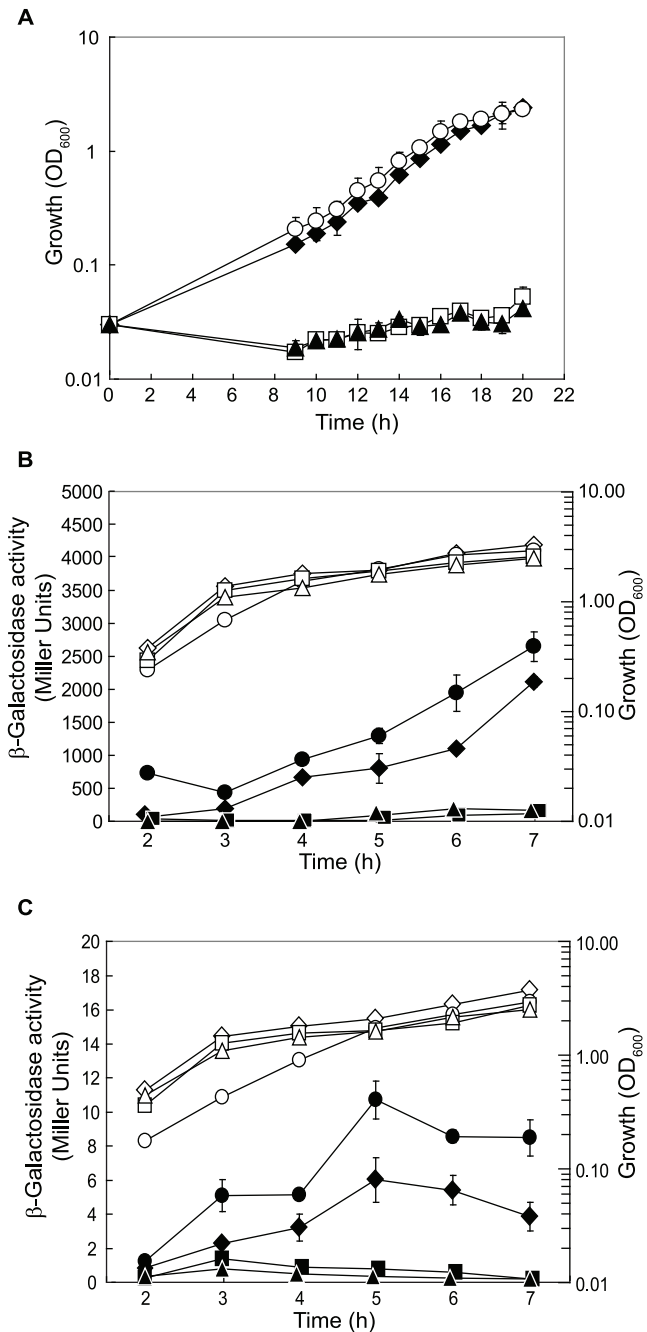 A
10
1
0.1
0.01
Growth (OD600)
0 2 4 6 8 10 12 14 16 18 20 22
Time (h)
B
5000
4500
4000
3500
3000
2500
2000
1500
1000
500
0
β-Galactosidase activity
(Miller Units)
10.00
1.00
0.10
0.01
Growth (OD600)
2 3 4 5 6 7
Time (h)
C
20
18
16
14
12
10
8
6
4
2
0
β-Galactosidase activity
(Miller Units)
10.00
1.00
0.10
0.01
Growth (OD600)
2 3 4 5 6 7
Time (h)